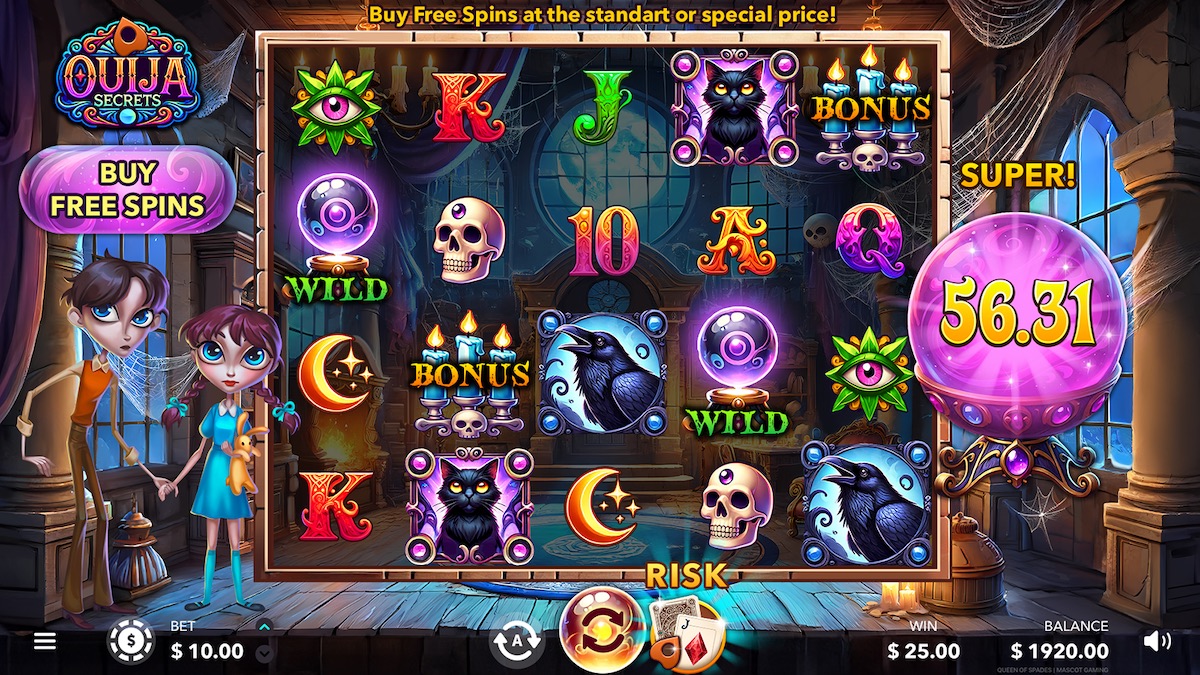 Buy Free Spins at the standart or special price!
OUIJA
SECRETS
BUY
FREE SPINS
K
J
BONUS
SUPER!
WILD
10
A
Q
56.31
BONUS
WILD
K
RISK
J
BET
$ 10.00
A
WIN
$ 25.00
BALANCE
$ 1920.00
QUEEN OF SPADES | MASCOT GAMING